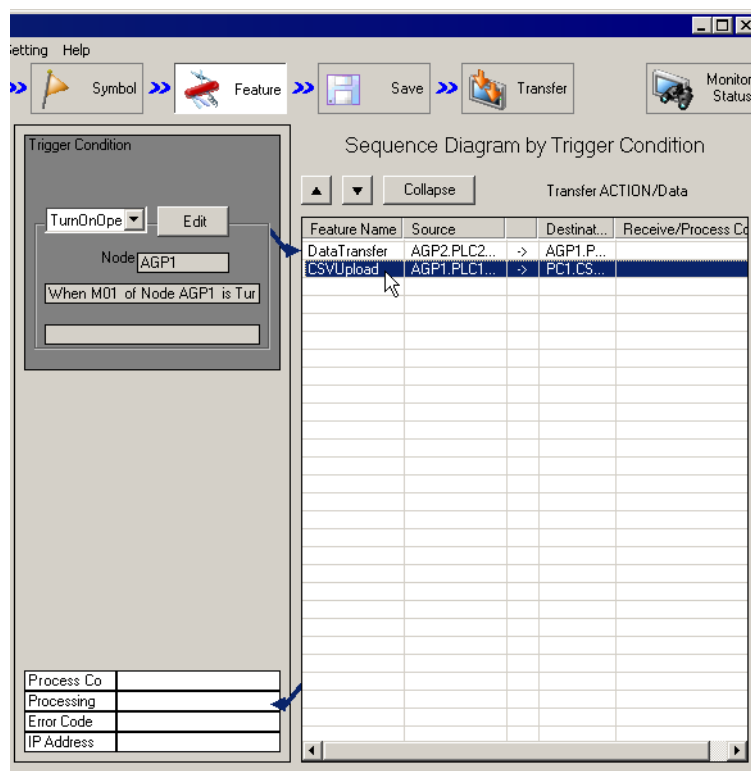 Setting Help
Symbol Feature Save Transfer Monitor Status
Trigger Condition
TurnOnOpe Edit
Node AGP1
When M01 of Node AGP1 is Tur
Sequence Diagram by Trigger Condition
Collapse Transfer ACTION/Data
Feature Name Source Destinat... Receive/Process Co
DataTransfer AGP2.PLC2... -> AGP1.P...
CSVUpload AGP1.PLC1... -> PC1.CS...
Process Co
Processing
Error Code
IP Address